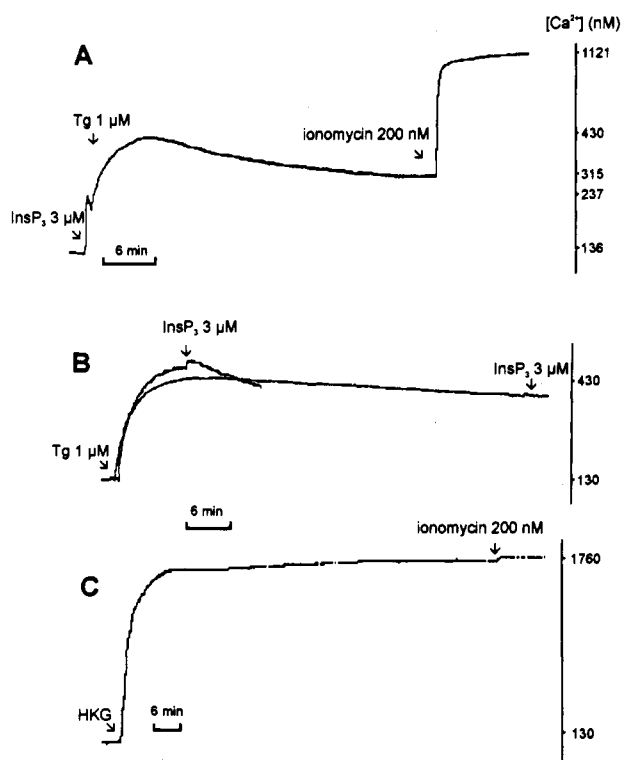 [Ca²⁺] (nM)
A
1121
Tg 1 µM
ionomycin 200 nM
430
315
237
InsP₃ 3 µM
136
6 min
InsP₃ 3 µM
B
InsP₃ 3 µM
430
Tg 1 µM
130
6 min
ionomycin 200 nM
1760
C
HKG
6 min
130